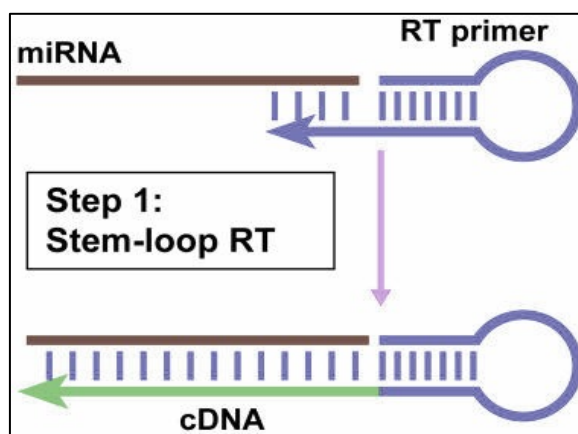 RT primer
miRNA
Step 1:
Stem-loop RT
cDNA